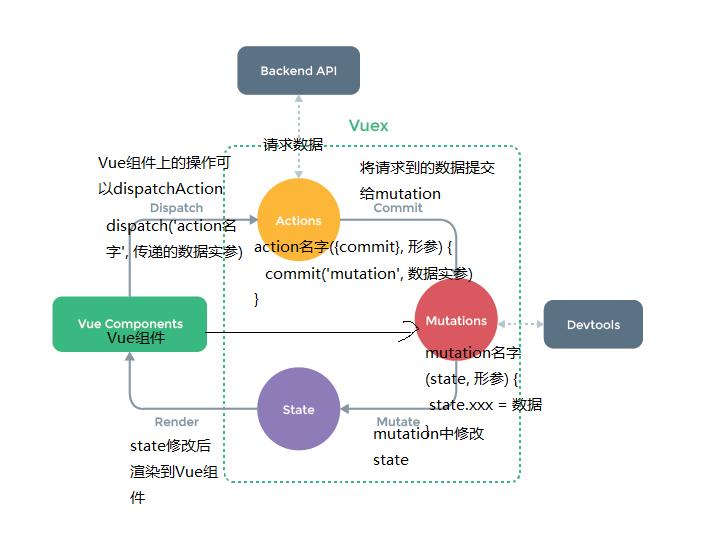 Backend API
Vuex
请求数据
Vue组件上的操作可
以dispatchAction
将请求到的数据提交
给mutation
Dispatch
Actions
Commit
dispatch('action名
字', 传递的数据实参)
action名字({commit}, 形参) {
commit('mutation', 数据实参)
}
Vue Components
Vue组件
Mutations
Devtools
mutation名字
(state, 形参) {
state.xxx = 数据
}
State
Render
Mutate
mutation中修改
state
state修改后
渲染到Vue组
件